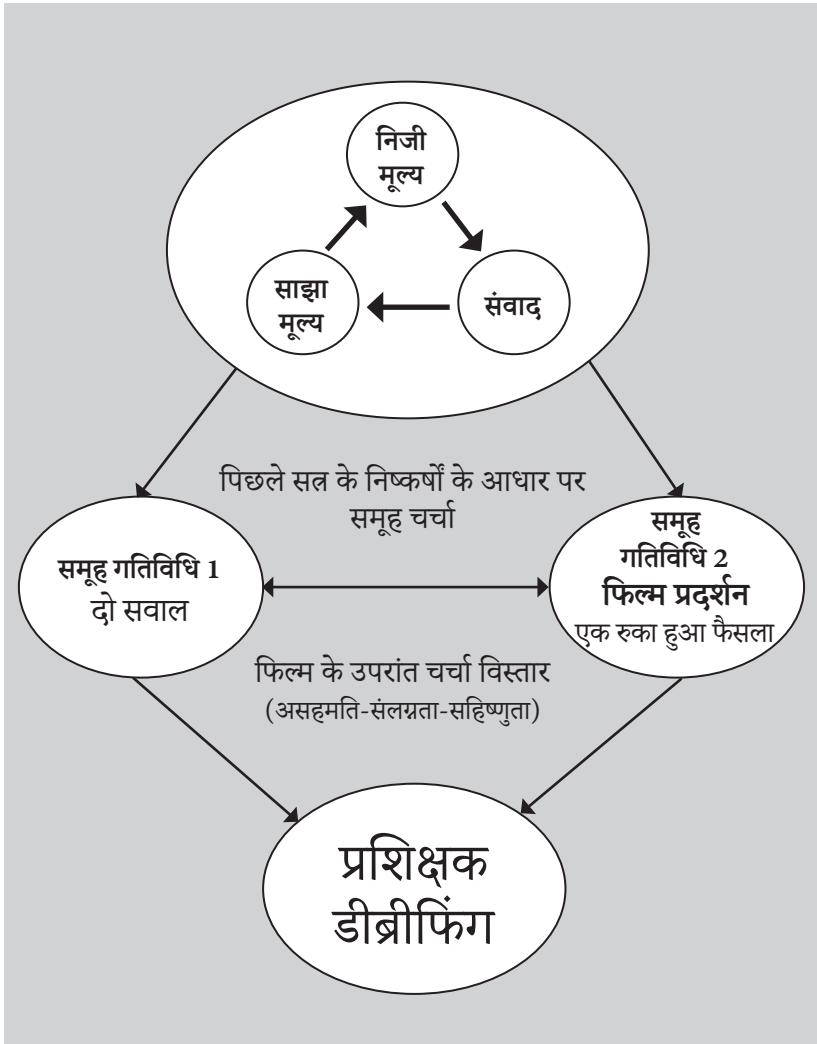 निजी
मूल्य
साझा
मूल्य
संवाद
पिछले सत्र के निष्कर्षों के आधार पर
समूह चर्चा
समूह गतिविधि 1
दो सवाल
समूह
गतिविधि 2
फिल्म प्रदर्शन
एक रुका हुआ फैसला
फिल्म के उपरांत चर्चा विस्तार
(असहमति-संलग्नता-सहिष्णुता)
प्रशिक्षक
डीब्रीफिंग